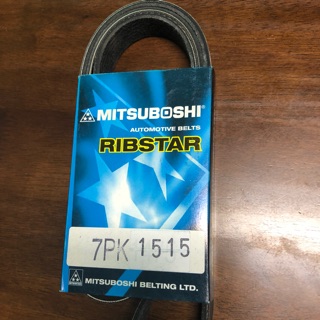 MITSUBOSHI®
AUTOMOTIVE BELTS
RIBSTAR
7PK 1515
MITSUBOSHI BELTING LTD.